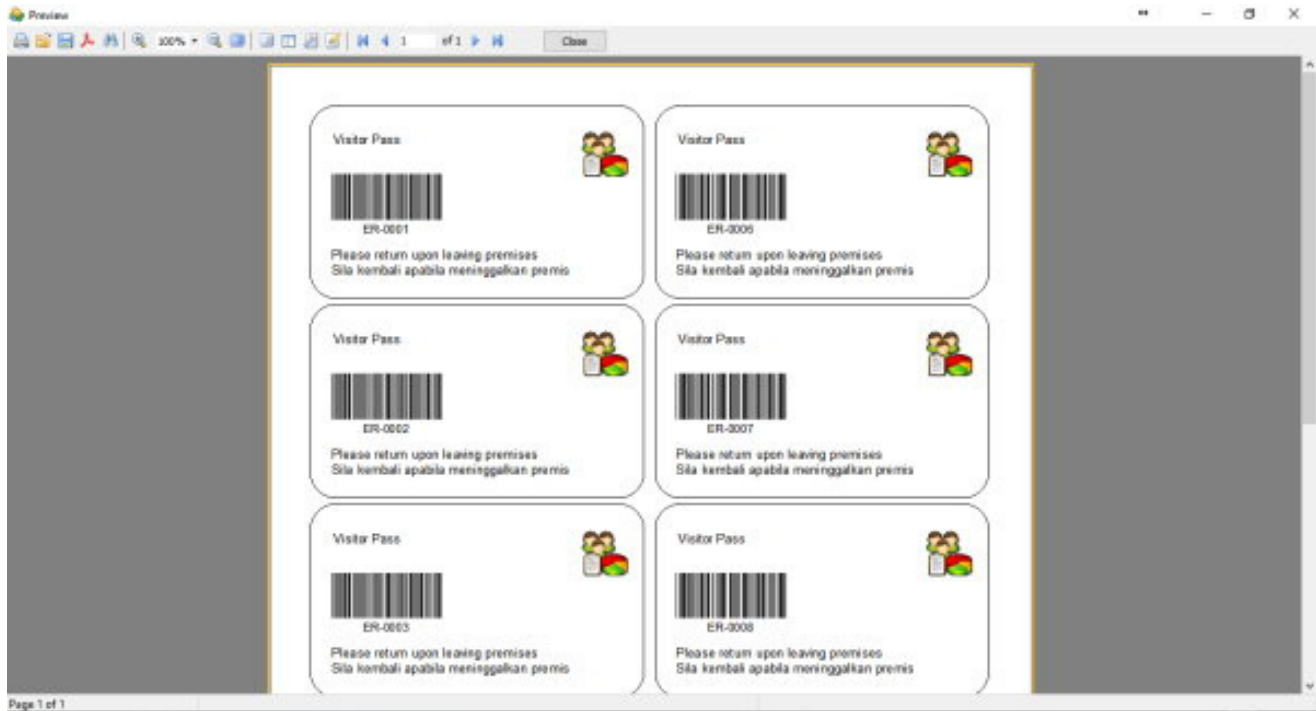 Preview
100%
1 of 1
Close
Visitor Pass
ER-0001
Please return upon leaving premises
Sila kembali apabila meninggalkan premis
Visitor Pass
ER-0006
Please return upon leaving premises
Sila kembali apabila meninggalkan premis
Visitor Pass
ER-0002
Please return upon leaving premises
Sila kembali apabila meninggalkan premis
Visitor Pass
ER-0007
Please return upon leaving premises
Sila kembali apabila meninggalkan premis
Visitor Pass
ER-0003
Please return upon leaving premises
Sila kembali apabila meninggalkan premis
Visitor Pass
ER-0008
Please return upon leaving premises
Sila kembali apabila meninggalkan premis
Page 1 of 1